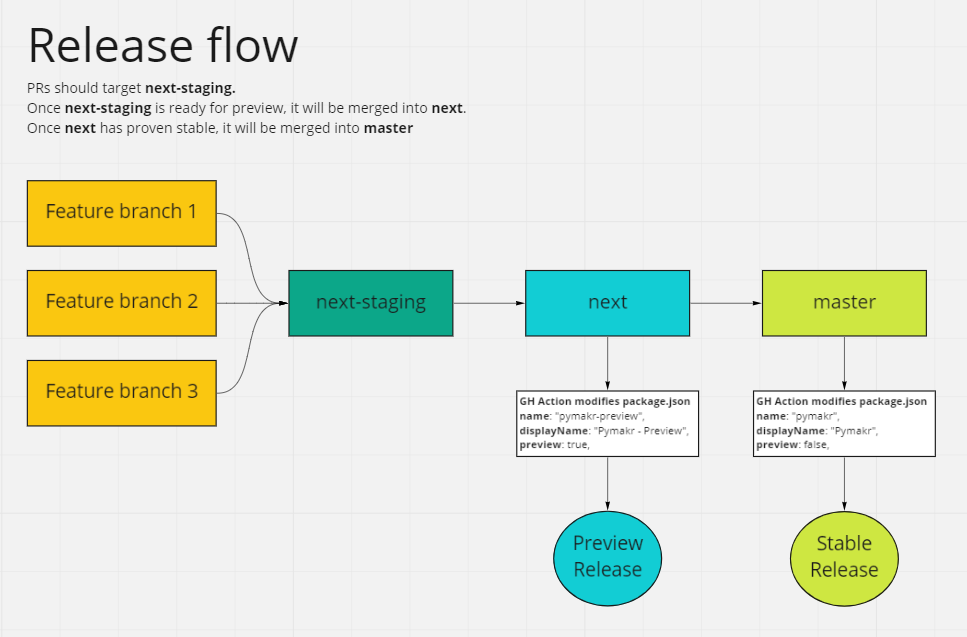 Release flow
PRs should target next-staging.
Once next-staging is ready for preview, it will be merged into next.
Once next has proven stable, it will be merged into master
Feature branch 1
Feature branch 2
Feature branch 3
next-staging
next
master
GH Action modifies package.json
name: "pymakr-preview",
displayName: "Pymakr - Preview",
preview: true,
GH Action modifies package.json
name: "pymakr",
displayName: "Pymakr",
preview: false,
Preview
Release
Stable
Release